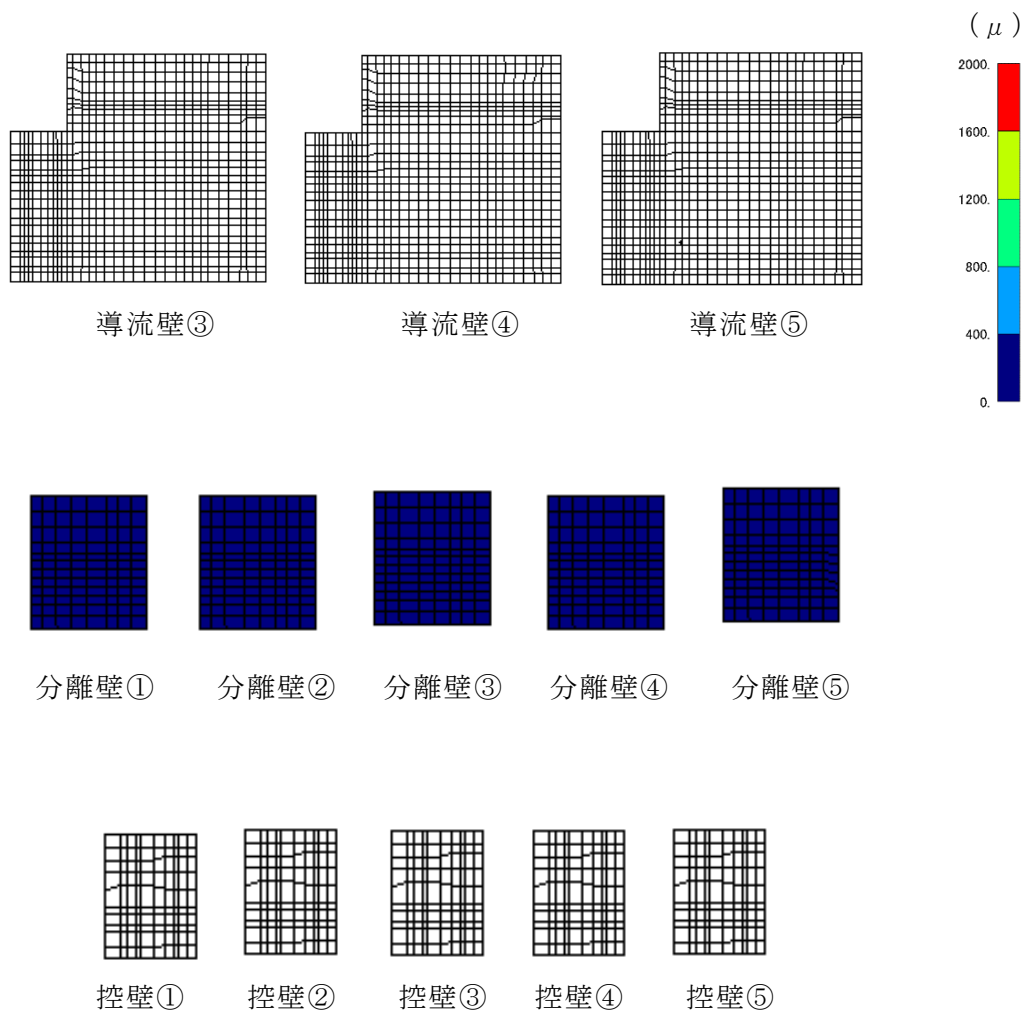 (μ)
2000.
1600.
1200.
800.
400.
0.
導流壁③ 導流壁④ 導流壁⑤
分離壁① 分離壁② 分離壁③ 分離壁④ 分離壁⑤
控壁① 控壁② 控壁③ 控壁④ 控壁⑤